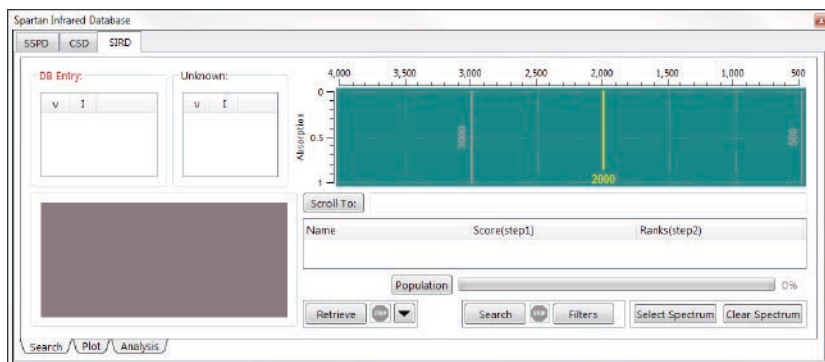 Spartan Infrared Database
SSPD CSD SIRD
DB Entry: Unknown:
ν I ν I
4,000 3,500 3,000 2,500 2,000 1,500 1,000 500
0
0.5
1
Absorption
3000
500
2000
Scroll To:
Name Score(step1) Ranks(step2)
Population 0%
Retrieve STOP Search STOP Filters Select Spectrum Clear Spectrum
Search Plot Analysis